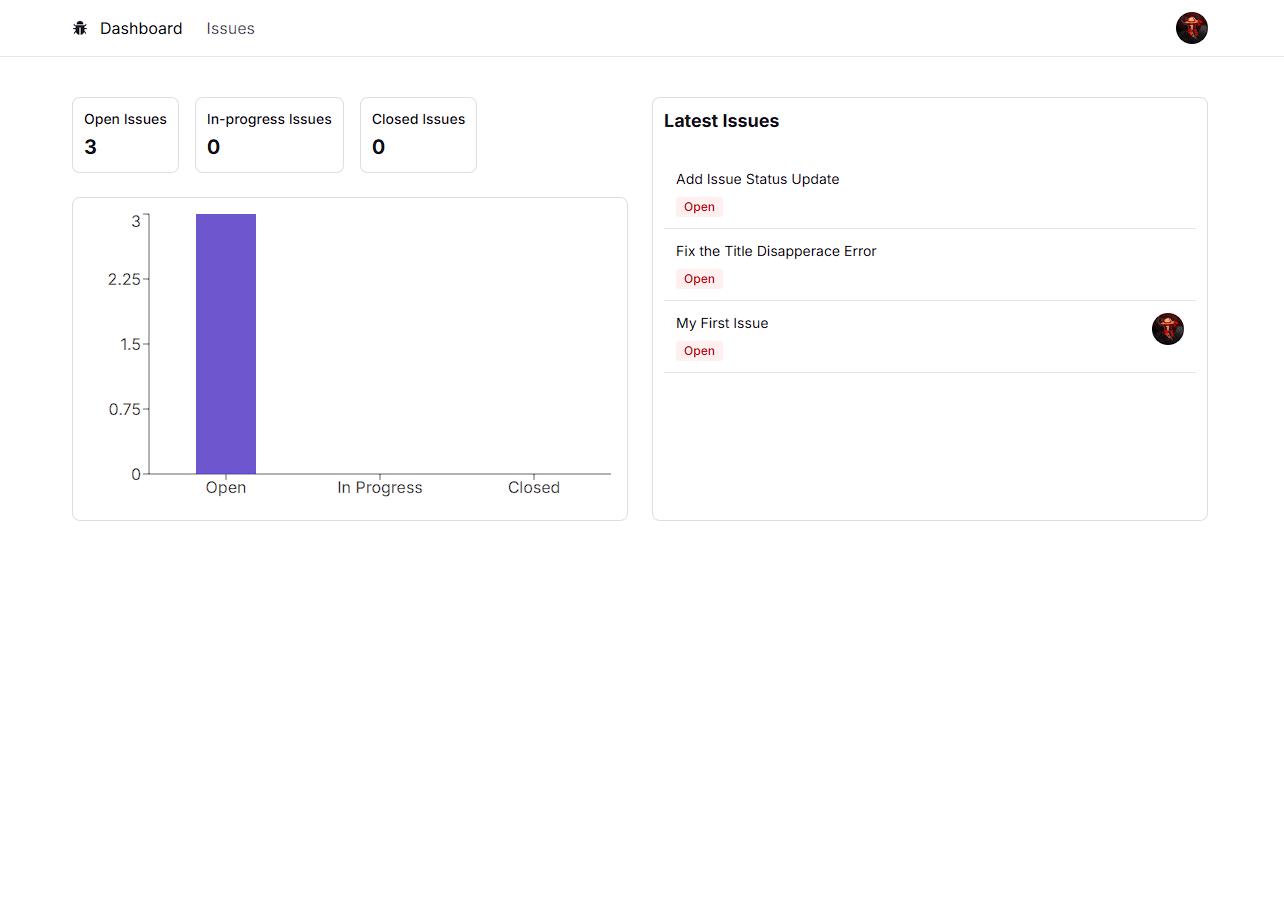 Dashboard Issues
Open Issues
3
In-progress Issues
0
Closed Issues
0
3
2.25
1.5
0.75
0
Open In Progress Closed
Latest Issues
Add Issue Status Update
Open
Fix the Title Disapperace Error
Open
My First Issue
Open